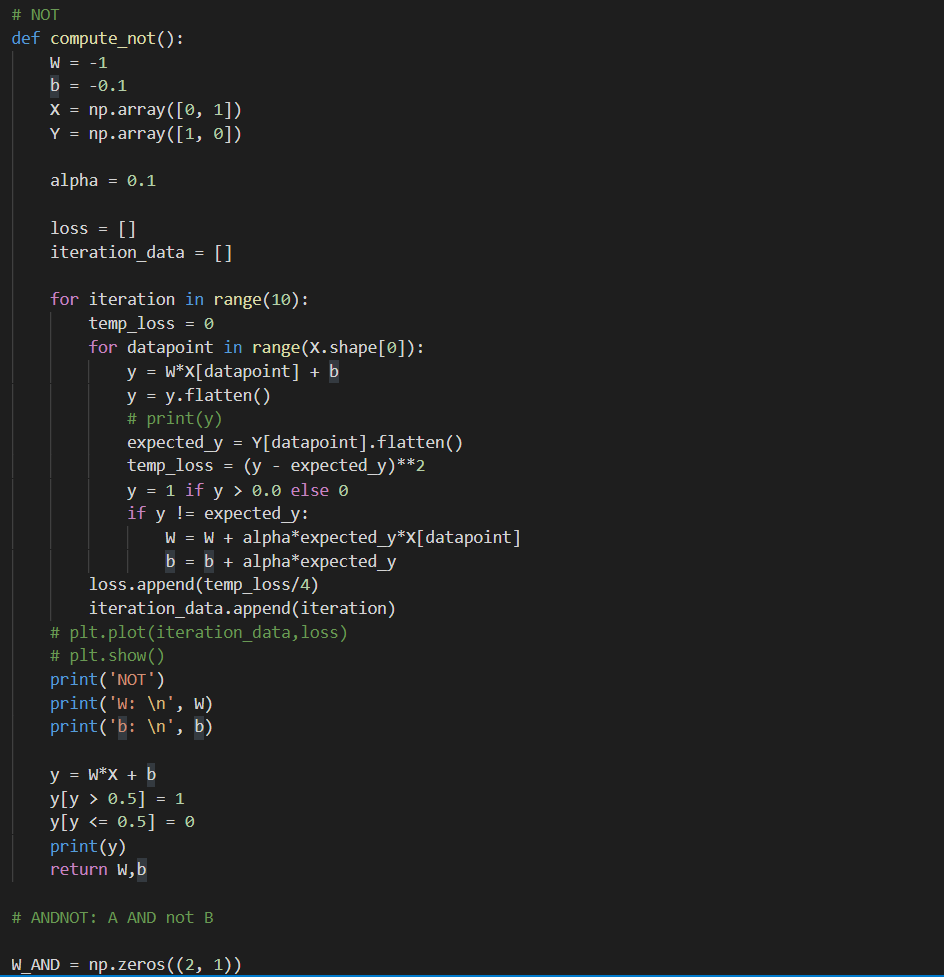 # NOT
def compute_not():
    W = -1
    b = -0.1
    X = np.array([0, 1])
    Y = np.array([1, 0])

    alpha = 0.1

    loss = []
    iteration_data = []

    for iteration in range(10):
        temp_loss = 0
        for datapoint in range(X.shape[0]):
            y = W*X[datapoint] + b
            y = y.flatten()
            # print(y)
            expected_y = Y[datapoint].flatten()
            temp_loss = (y - expected_y)**2
            y = 1 if y > 0.0 else 0
            if y != expected_y:
                W = W + alpha*expected_y*X[datapoint]
                b = b + alpha*expected_y
        loss.append(temp_loss/4)
        iteration_data.append(iteration)
    # plt.plot(iteration_data,loss)
    # plt.show()
    print('NOT')
    print('W: \n', W)
    print('b: \n', b)

    y = W*X + b
    y[y > 0.5] = 1
    y[y <= 0.5] = 0
    print(y)
    return W,b

# ANDNOT: A AND not B

W_AND = np.zeros((2, 1))